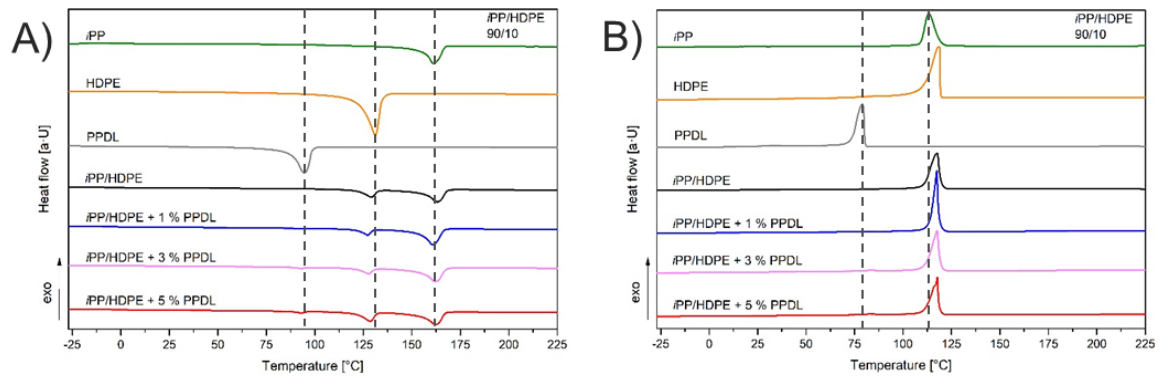 A)
iPP
iPP/HDPE
90/10
HDPE
PPDL
iPP/HDPE
iPP/HDPE + 1 % PPDL
iPP/HDPE + 3 % PPDL
iPP/HDPE + 5 % PPDL
Heat flow [a·U]
exo
-25 0 25 50 75 100 125 150 175 200 225
Temperature [°C]
B)
iPP
iPP/HDPE
90/10
HDPE
PPDL
iPP/HDPE
iPP/HDPE + 1 % PPDL
iPP/HDPE + 3 % PPDL
iPP/HDPE + 5 % PPDL
Heat flow [a·U]
exo
-25 0 25 50 75 100 125 150 175 200 225
Temperature [°C]